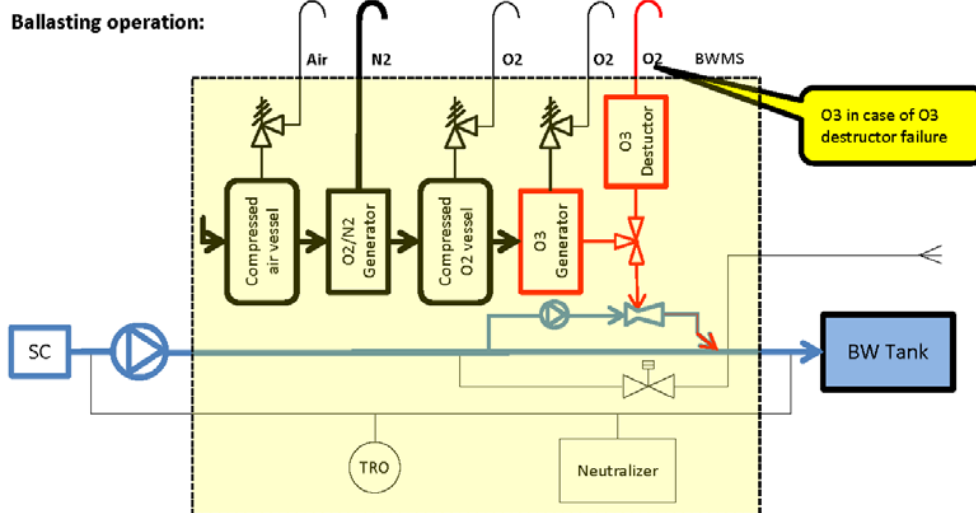 Ballasting operation:
Air
N2
O2
O2
O2
BWMS
O3 in case of O3
destructor failure
O3
Destuctor
Compressed
air vessel
O2/N2
Generator
Compressed
O2 vessel
O3
Generator
SC
BW Tank
TRO
Neutralizer